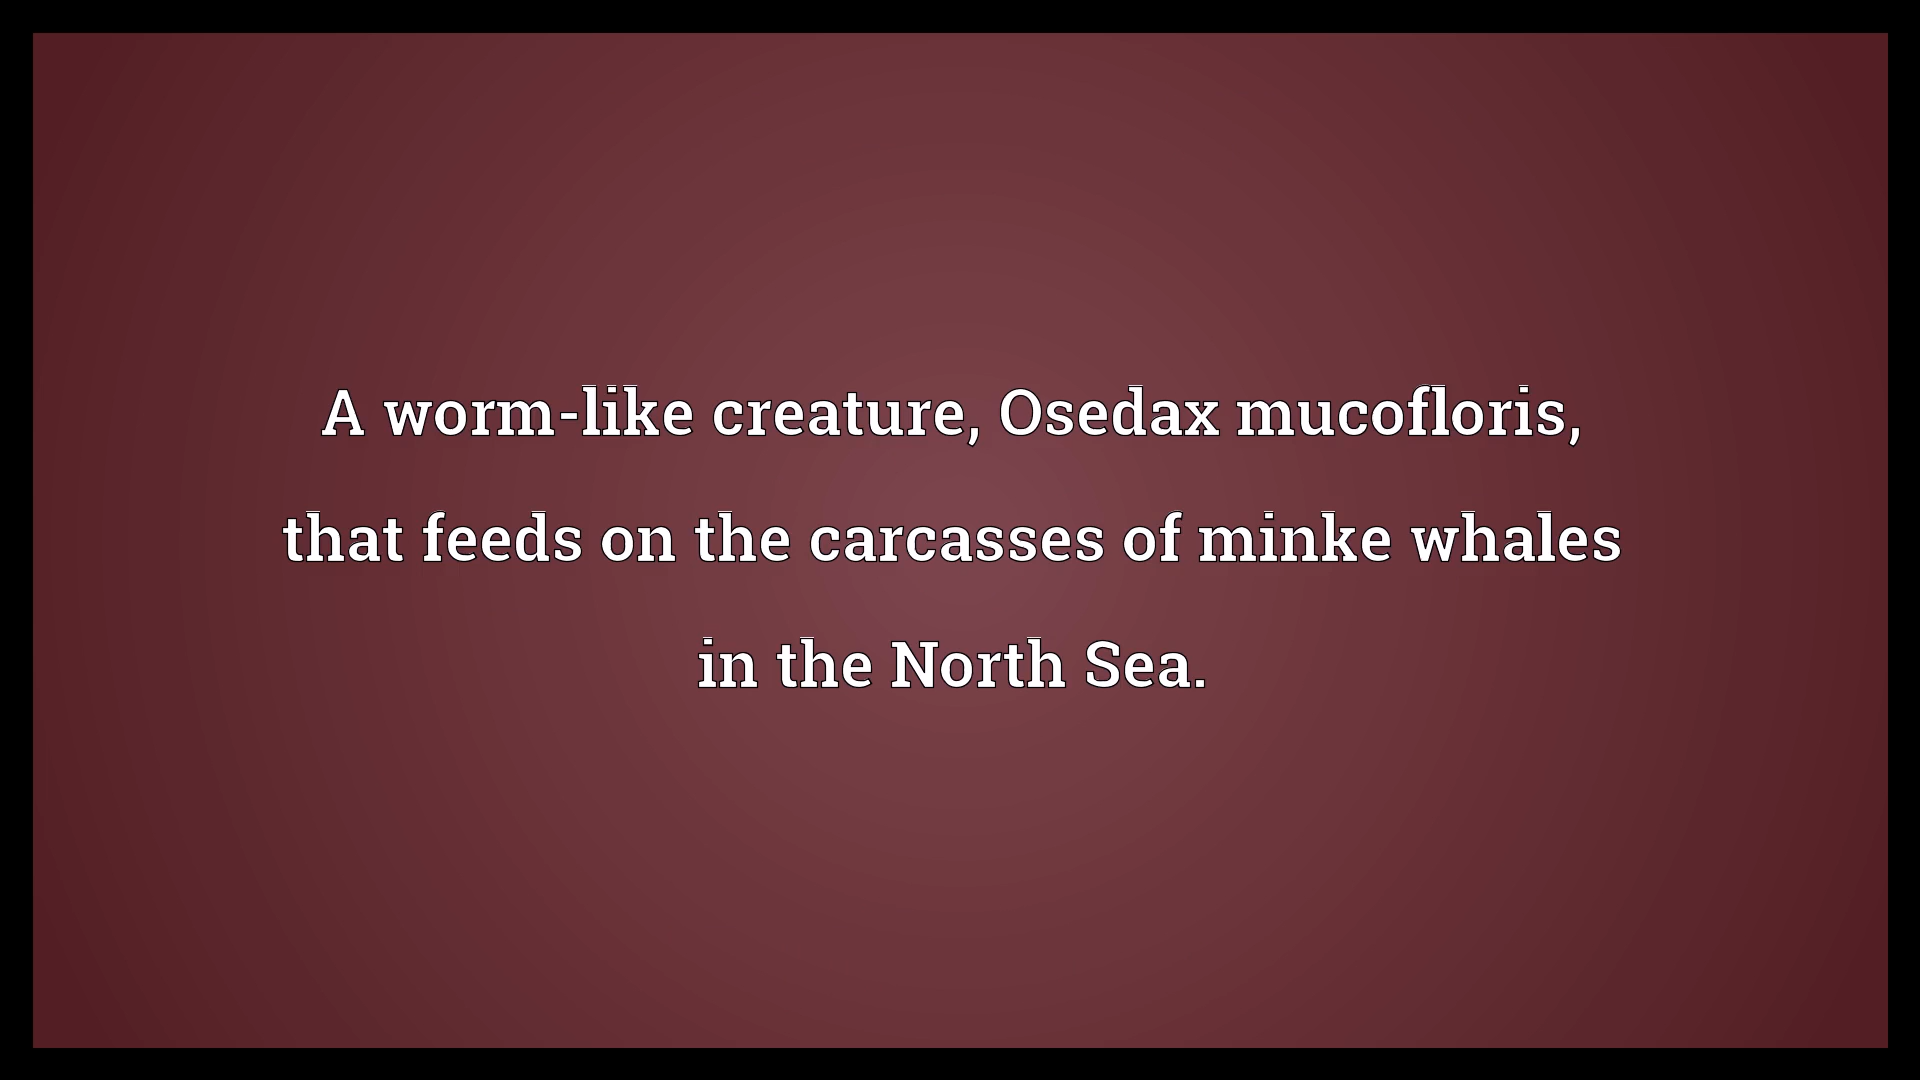 A worm-like creature, Osedax mucofloris,
that feeds on the carcasses of minke whales
in the North Sea.